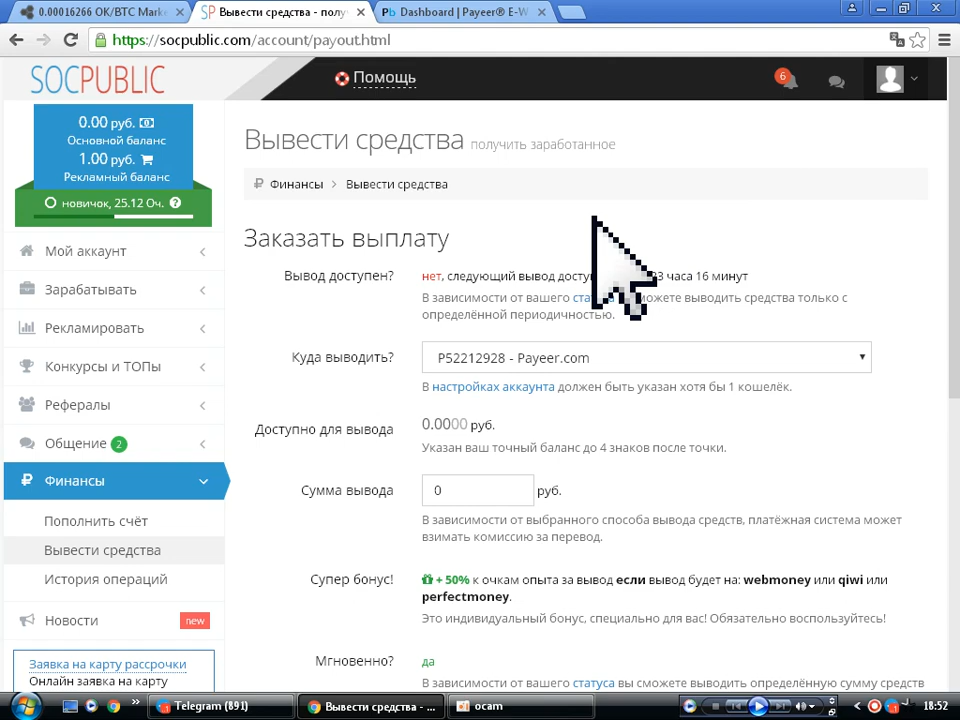 0.00016266 OK/BTC Marke
Вывести средства - полу
Dashboard | Payeer® E-W
https://socpublic.com/account/payout.html
SOCPUBLIC
Помощь
6
0.00 руб.
Основной баланс
1.00 руб.
Рекламный баланс
новичок, 25.12 Оч.
Мой аккаунт
Зарабатывать
Рекламировать
Конкурсы и ТОПы
Рефералы
Общение 2
Финансы
Пополнить счёт
Вывести средства
История операций
Новости new
Заявка на карту рассрочки
Онлайн заявка на карту
Вывести средства получить заработанное
Финансы > Вывести средства
Заказать выплату
Вывод доступен? нет, следующий вывод 3 часа 16 минут
В зависимости от вашего можете выводить средства только с
определённой периодичностью.
Куда выводить? P52212928 - Payeer.com
В настройках аккаунта должен быть указан хотя бы 1 кошелёк.
Доступно для вывода 0.0000 руб.
Указан ваш точный баланс до 4 знаков после точки.
Сумма вывода 0 руб.
В зависимости от выбранного способа вывода средств, платёжная система может
взимать комиссию за перевод.
Супер бонус! + 50% к очкам опыта за вывод если вывод будет на: webmoney или qiwi или
perfectmoney.
Это индивидуальный бонус, специально для вас! Обязательно воспользуйтесь!
Мгновенно? да
В зависимости от вашего статуса вы сможете выводить определённую сумму средств
Telegram (891)
Вывести средства - ...
ocam
18:52